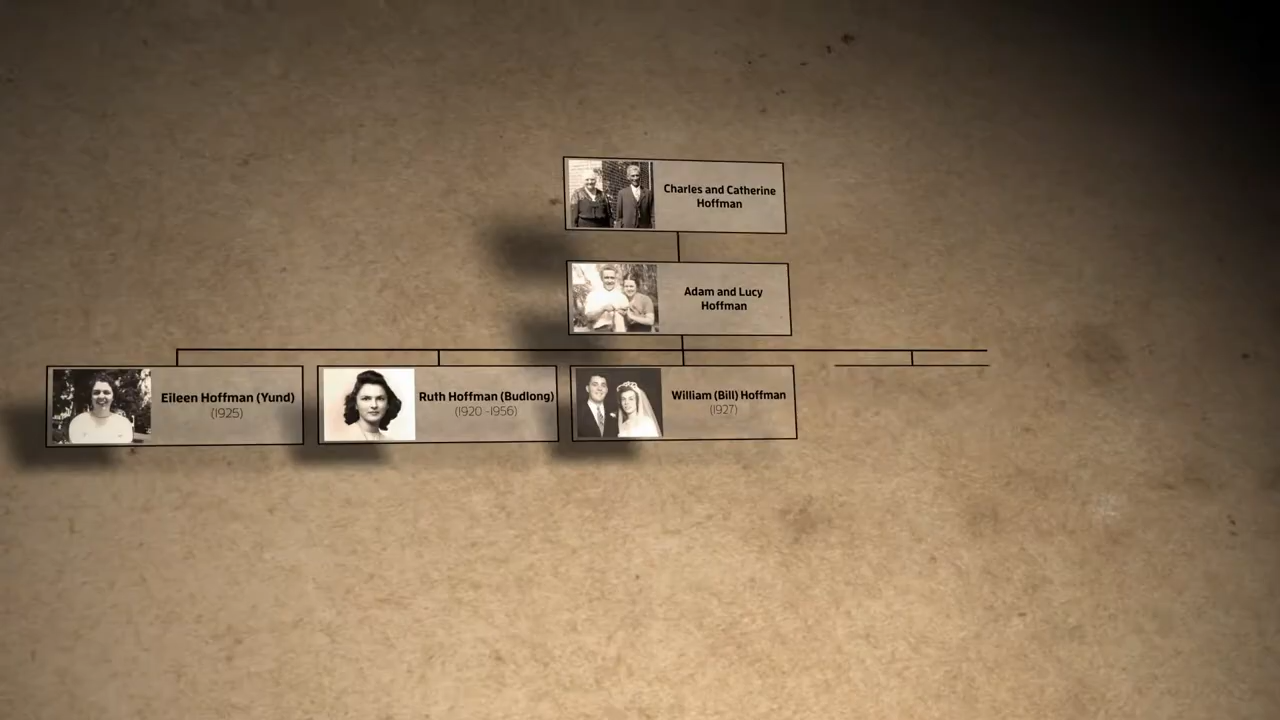 Charles and Catherine
Hoffman
Adam and Lucy
Hoffman
Eileen Hoffman (Yund)
(1925)
Ruth Hoffman (Budlong)
(1920 -1956)
William (Bill) Hoffman
(1927)